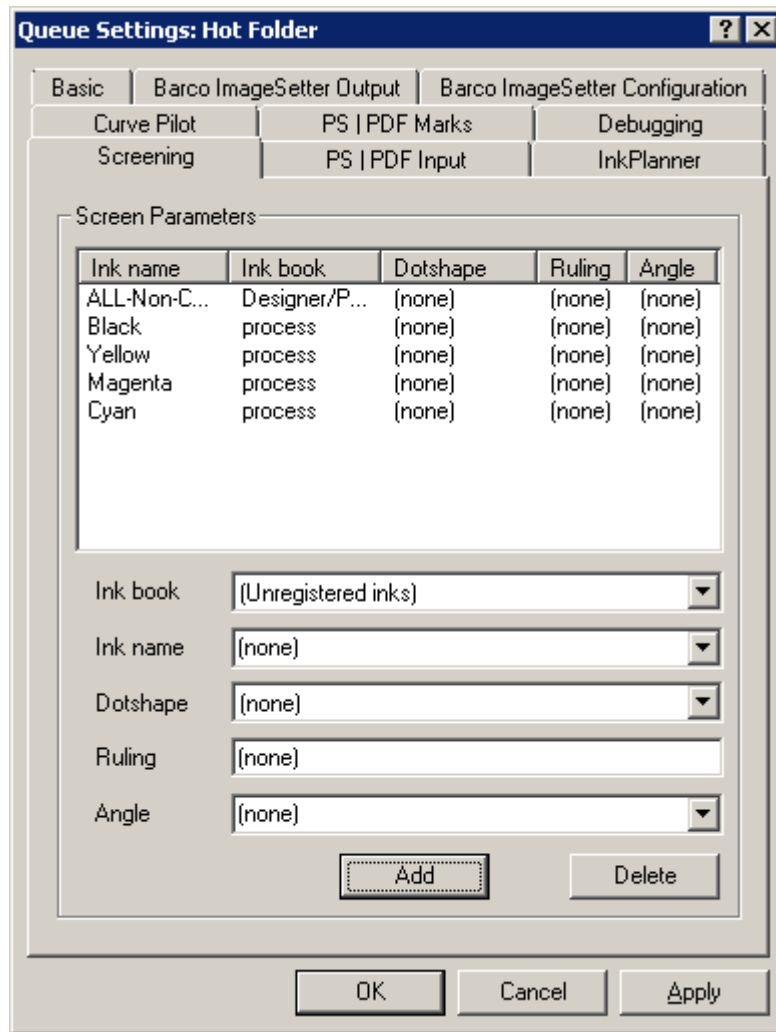 Queue Settings: Hot Folder
Basic Barco ImageSetter Output Barco ImageSetter Configuration
Curve Pilot PS | PDF Marks Debugging
Screening PS | PDF Input InkPlanner
Screen Parameters
Ink name Ink book Dotshape Ruling Angle
ALL-Non-C... Designer/P... (none) (none) (none)
Black process (none) (none) (none)
Yellow process (none) (none) (none)
Magenta process (none) (none) (none)
Cyan process (none) (none) (none)
Ink book (Unregistered inks)
Ink name (none)
Dotshape (none)
Ruling (none)
Angle (none)
Add Delete
OK Cancel Apply